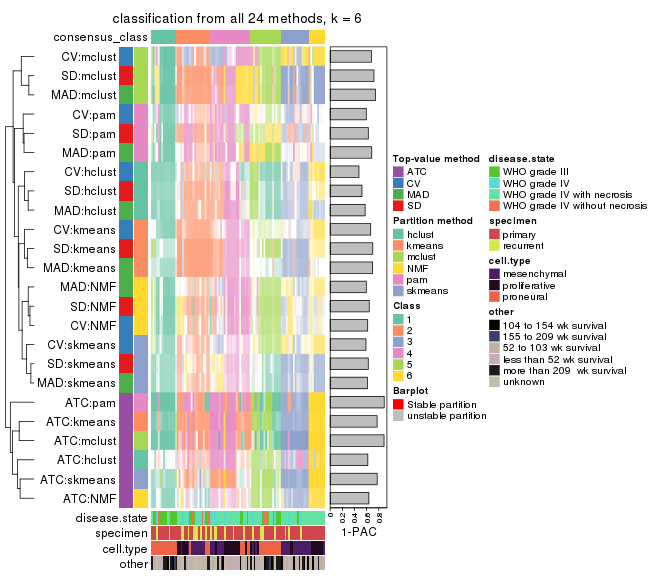 classification from all 24 methods, k = 6
consensus_class
CV:mclust
SD:mclust
MAD:mclust
CV:pam
SD:pam
MAD:pam
CV:hclust
SD:hclust
MAD:hclust
CV:kmeans
SD:kmeans
MAD:kmeans
MAD:NMF
SD:NMF
CV:NMF
CV:skmeans
SD:skmeans
MAD:skmeans
ATC:pam
ATC:kmeans
ATC:mclust
ATC:hclust
ATC:skmeans
ATC:NMF
disease.state
specimen
cell.type
other
0 0.2 0.4 0.6 0.8
1-PAC
Top-value method
ATC
CV
MAD
SD
Partition method
hclust
kmeans
mclust
NMF
pam
skmeans
Class
1
2
3
4
5
6
Barplot
Stable partition
unstable partition
disease.state
WHO grade III
WHO grade IV
WHO grade IV with necrosis
WHO grade IV without necrosis
specimen
primary
recurrent
cell.type
mesenchymal
proliferative
proneural
other
104 to 154 wk survival
155 to 209 wk survival
52 to 103 wk survival
less than 52 wk survival
more than 209 wk survival
unknown